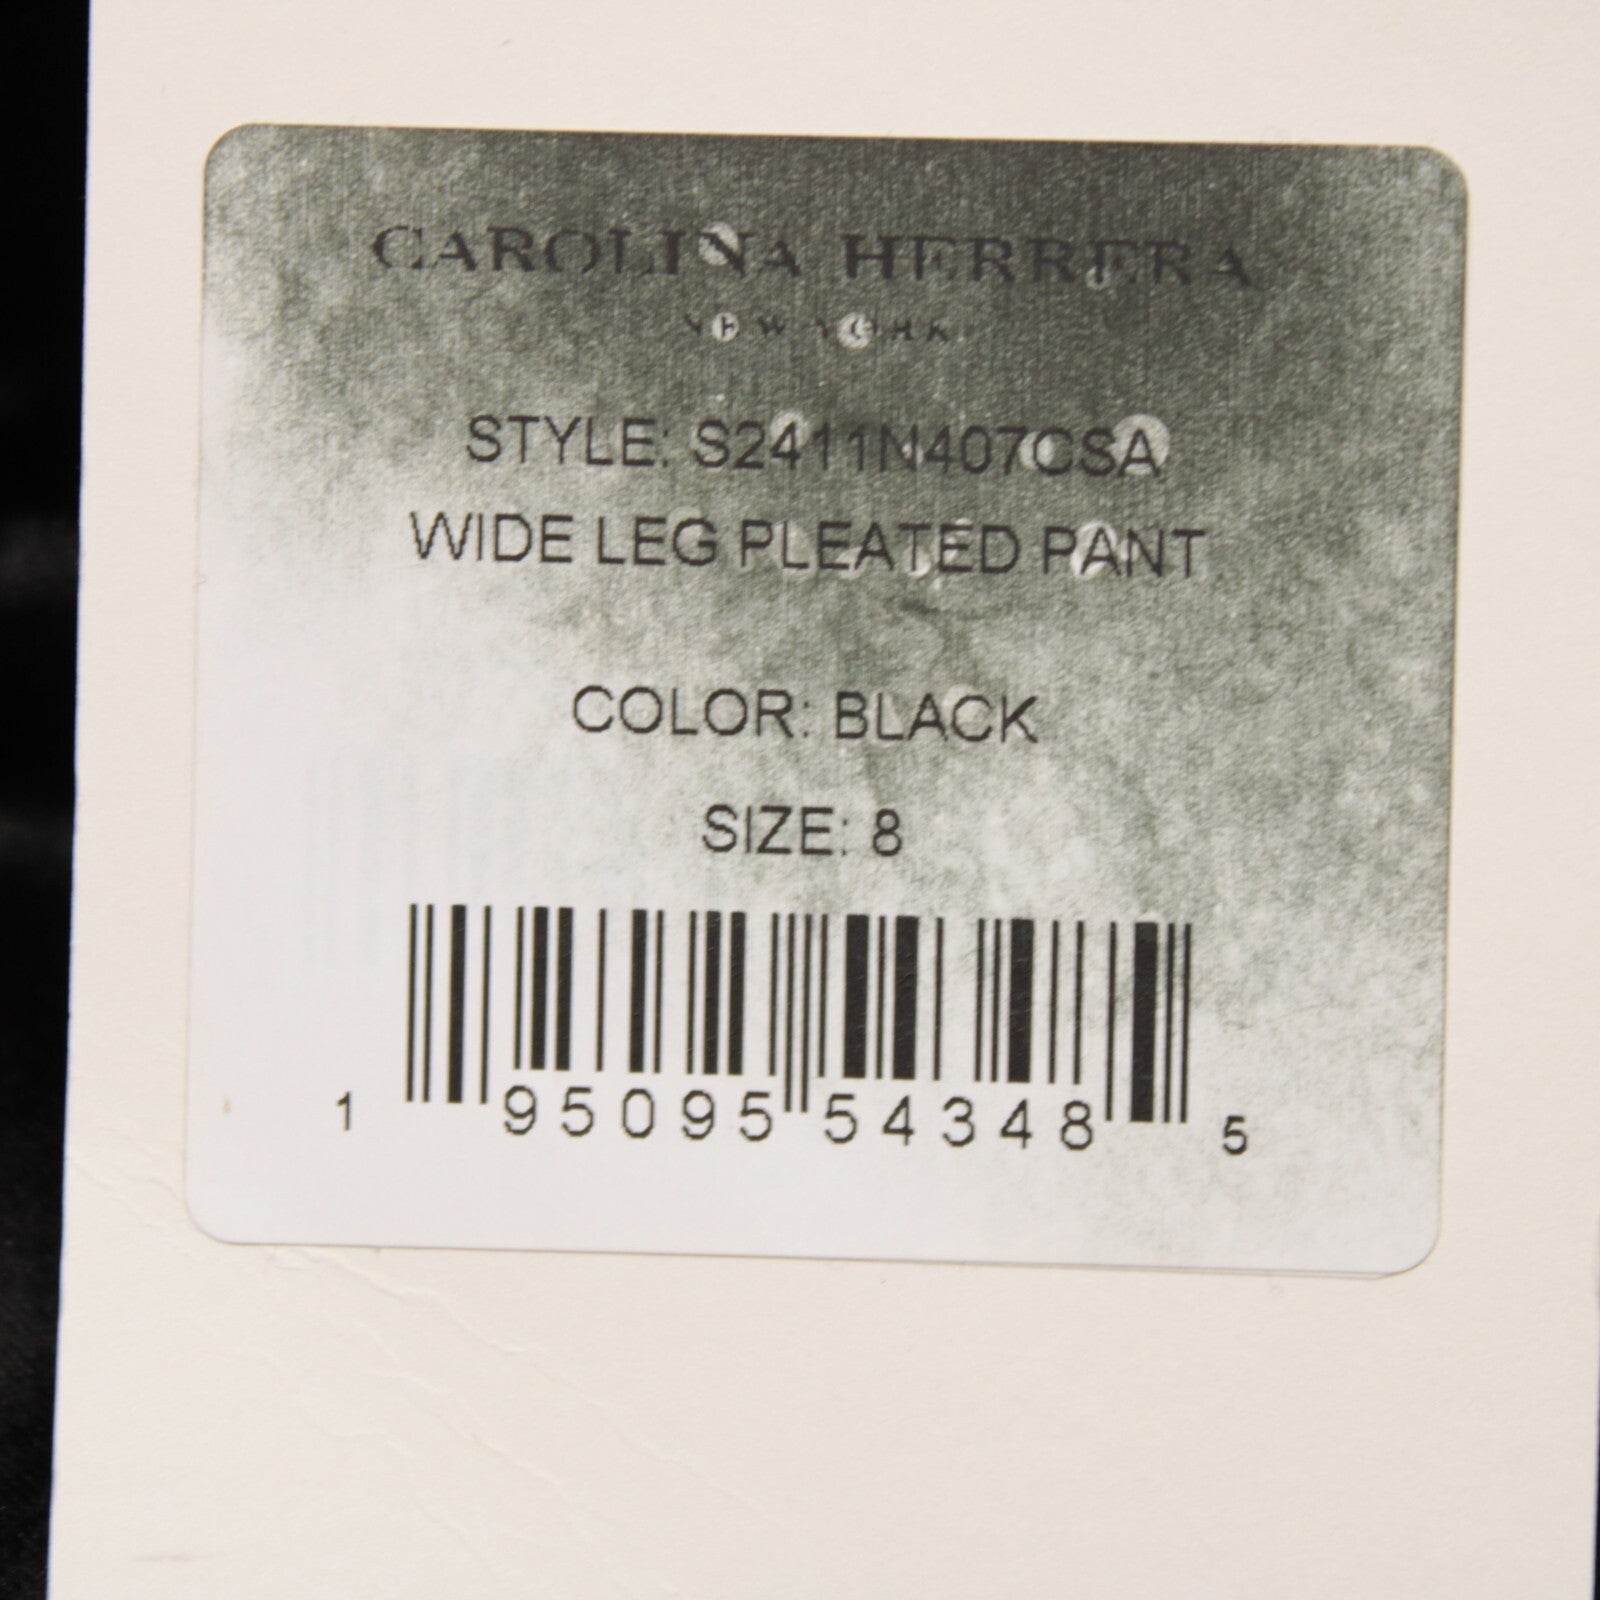 CAROLINA HERRERA
NEW YORK
STYLE: S2411N407CSA
WIDE LEG PLEATED PANT
COLOR: BLACK
SIZE: 8
1 95095 54348 5